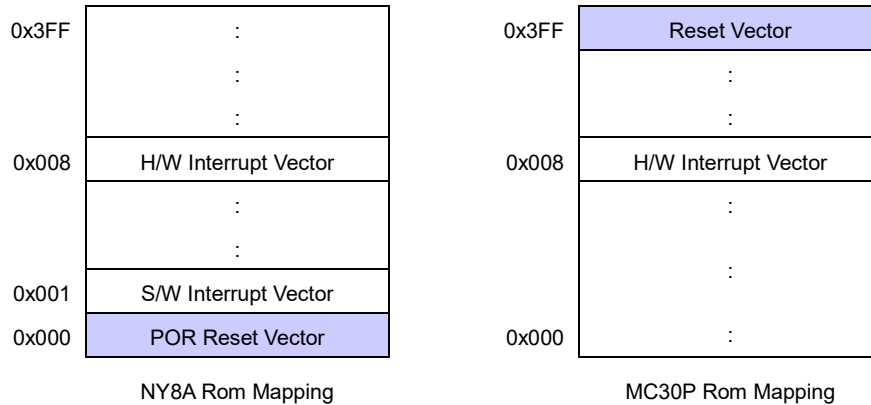 0x3FF
:
:
:
0x008 H/W Interrupt Vector
:
:
0x001 S/W Interrupt Vector
0x000 POR Reset Vector
NY8A Rom Mapping
0x3FF Reset Vector
:
:
0x008 H/W Interrupt Vector
:
:
0x000 :
MC30P Rom Mapping